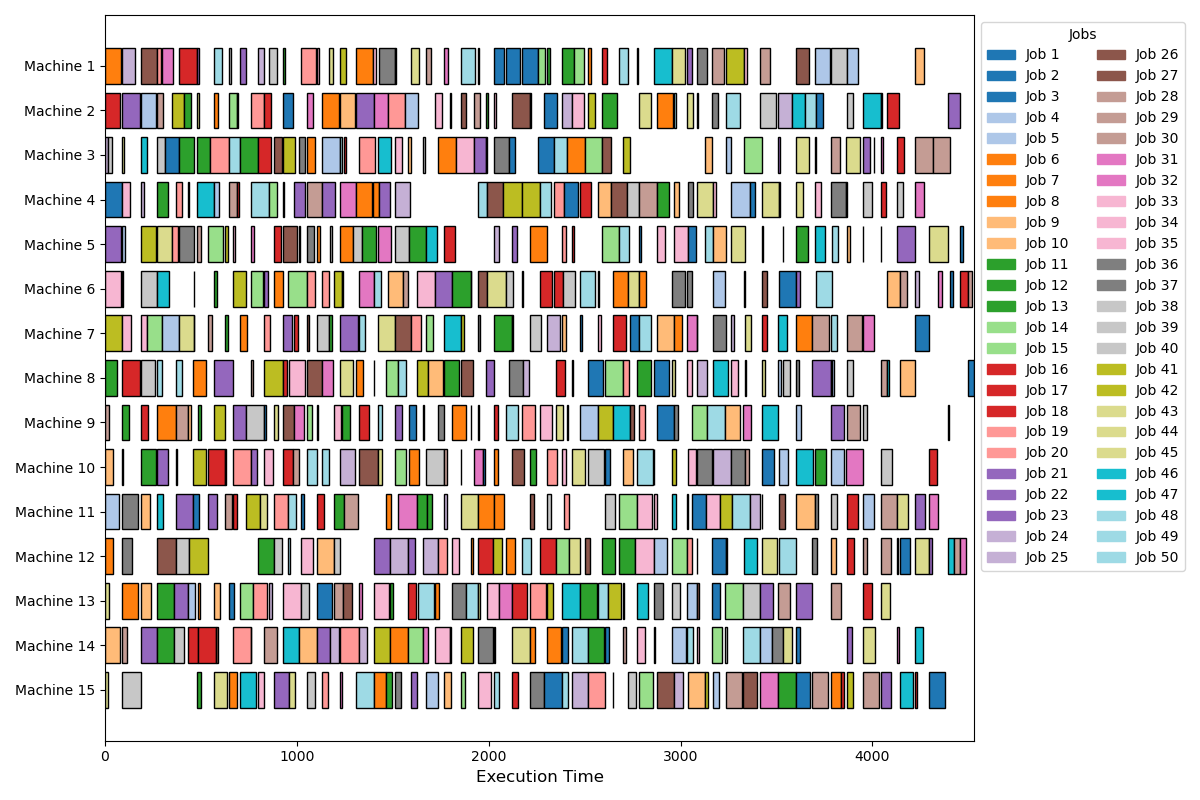 Machine 1
Machine 2
Machine 3
Machine 4
Machine 5
Machine 6
Machine 7
Machine 8
Machine 9
Machine 10
Machine 11
Machine 12
Machine 13
Machine 14
Machine 15
0 1000 2000 3000 4000
Execution Time
Jobs
Job 1 Job 26
Job 2 Job 27
Job 3 Job 28
Job 4 Job 29
Job 5 Job 30
Job 6 Job 31
Job 7 Job 32
Job 8 Job 33
Job 9 Job 34
Job 10 Job 35
Job 11 Job 36
Job 12 Job 37
Job 13 Job 38
Job 14 Job 39
Job 15 Job 40
Job 16 Job 41
Job 17 Job 42
Job 18 Job 43
Job 19 Job 44
Job 20 Job 45
Job 21 Job 46
Job 22 Job 47
Job 23 Job 48
Job 24 Job 49
Job 25 Job 50